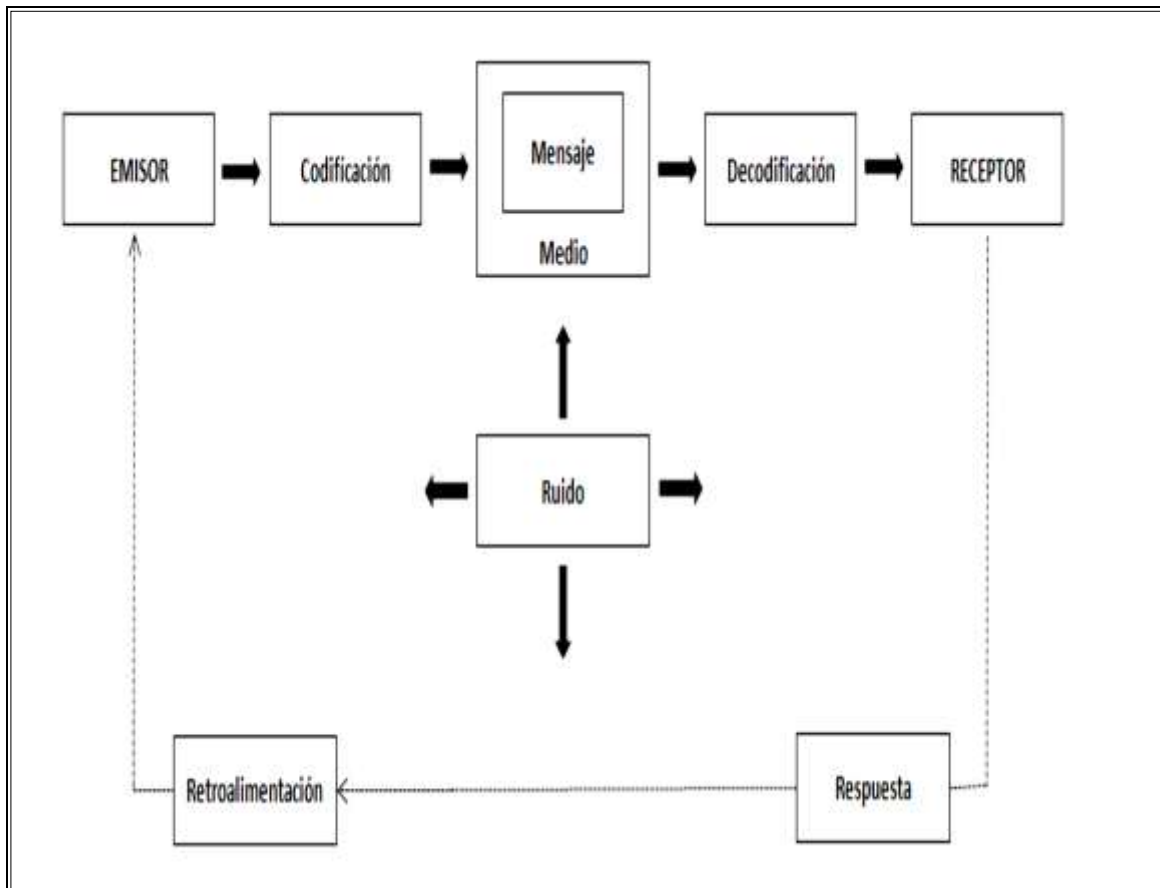 EMISOR
Codificación
Mensaje
Medio
Decodificación
RECEPTOR
Ruido
Retroalimentación
Respuesta